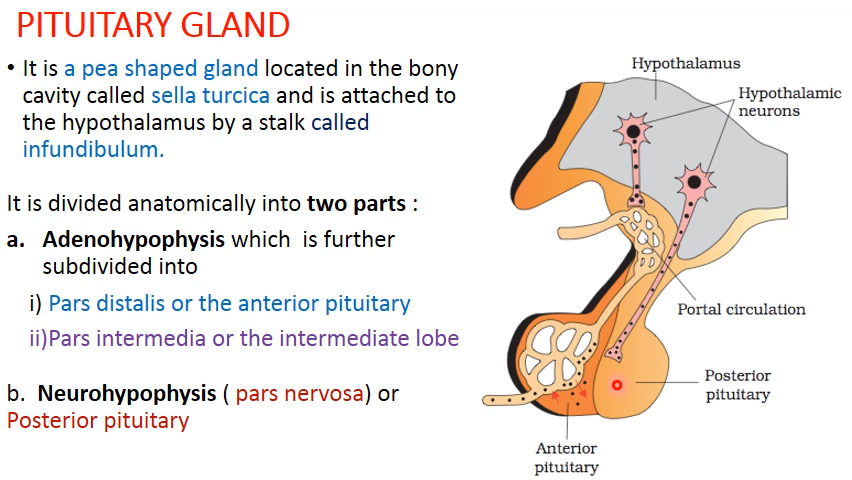 PITUITARY GLAND
• It is a pea shaped gland located in the bony
cavity called sella turcica and is attached to
the hypothalamus by a stalk called
infundibulum.
It is divided anatomically into two parts :
a. Adenohypophysis which is further
subdivided into
i) Pars distalis or the anterior pituitary
ii)Pars intermedia or the intermediate lobe
b. Neurohypophysis ( pars nervosa) or
Posterior pituitary
Hypothalamus
Hypothalamic
neurons
Portal circulation
Posterior
pituitary
Anterior
pituitary